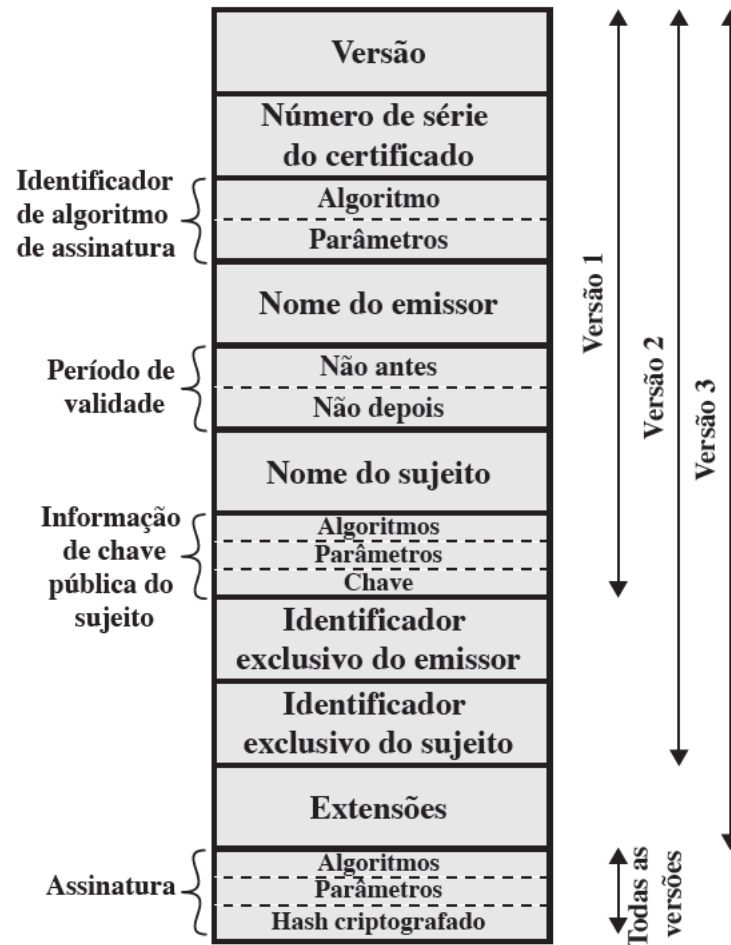 Versão
Número de série
do certificado
Identificador
de algoritmo
de assinatura
Algoritmo
Parâmetros
Nome do emissor
Período de
validade
Não antes
Não depois
Nome do sujeito
Informação
de chave
pública do
sujeito
Algoritmos
Parâmetros
Chave
Identificador
exclusivo do emissor
Identificador
exclusivo do sujeito
Extensões
Assinatura
Algoritmos
Parâmetros
Hash criptografado
Versão 1
Versão 2
Versão 3
Todas as
versões